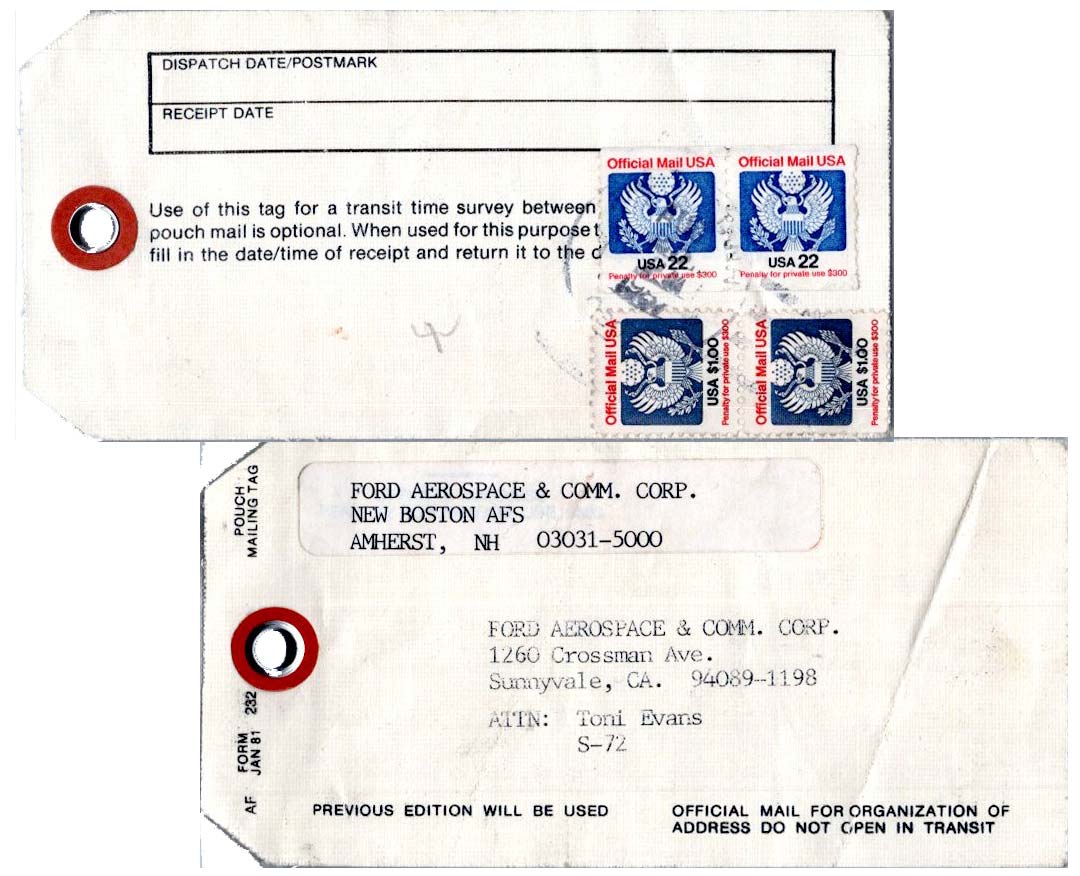 DISPATCH DATE/POSTMARK
RECEIPT DATE
Use of this tag for a transit time survey between
pouch mail is optional. When used for this purpose t
fill in the date/time of receipt and return it to the d
Official Mail USA
USA 22
Penalty for private use $300
Official Mail USA
USA 22
Penalty for private use $300
Official Mail USA
USA $1.00
Penalty for private use $300
Official Mail USA
USA $1.00
Penalty for private use $300
4
POUCH
MAILING TAG
AF FORM 232
JAN 81
FORD AEROSPACE & COMM. CORP.
NEW BOSTON AFS
AMHERST, NH 03031-5000
FORD AEROSPACE & COMM. CORP.
1260 Crossman Ave.
Sunnyvale, CA. 94089-1198
ATTN: Toni Evans
S-72
PREVIOUS EDITION WILL BE USED
OFFICIAL MAIL FOR ORGANIZATION OF
ADDRESS DO NOT OPEN IN TRANSIT